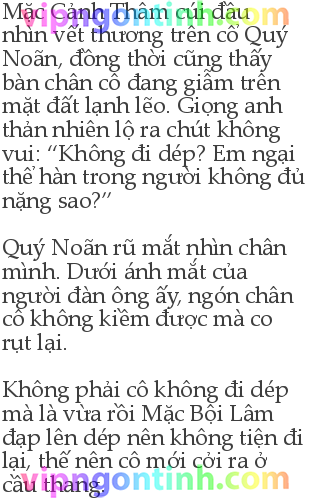 vipngontinh.com
Mặc Cảnh Thâm cúi đầu
nhìn vết thương trên cổ Quý
Noãn, đồng thời cũng thấy
bàn chân cô đang giẫm trên
mặt đất lạnh lẽo. Giọng anh
thản nhiên lộ ra chút không
vui: “Không đi dép? Em ngại
thể hàn trong người không đủ
nặng sao?”
Quý Noãn rũ mắt nhìn chân
mình. Dưới ánh mắt của
người đàn ông ấy, ngón chân
cô không kiềm được mà co
rụt lại.
Không phải cô không đi dép
mà là vừa rồi Mặc Bội Lâm
đạp lên dép nên không tiện đi
lại, thế nên cô mới cởi ra ở
cầu thang.
vipngontinh.com